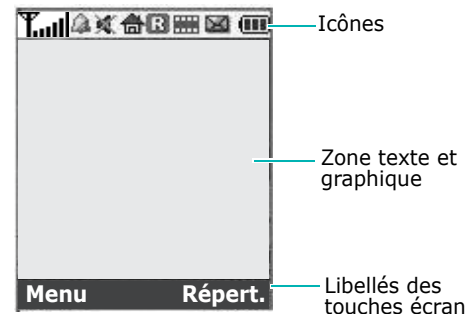 Icônes
R
Zone texte et
graphique
Menu Répert.
Libellés des
touches écran